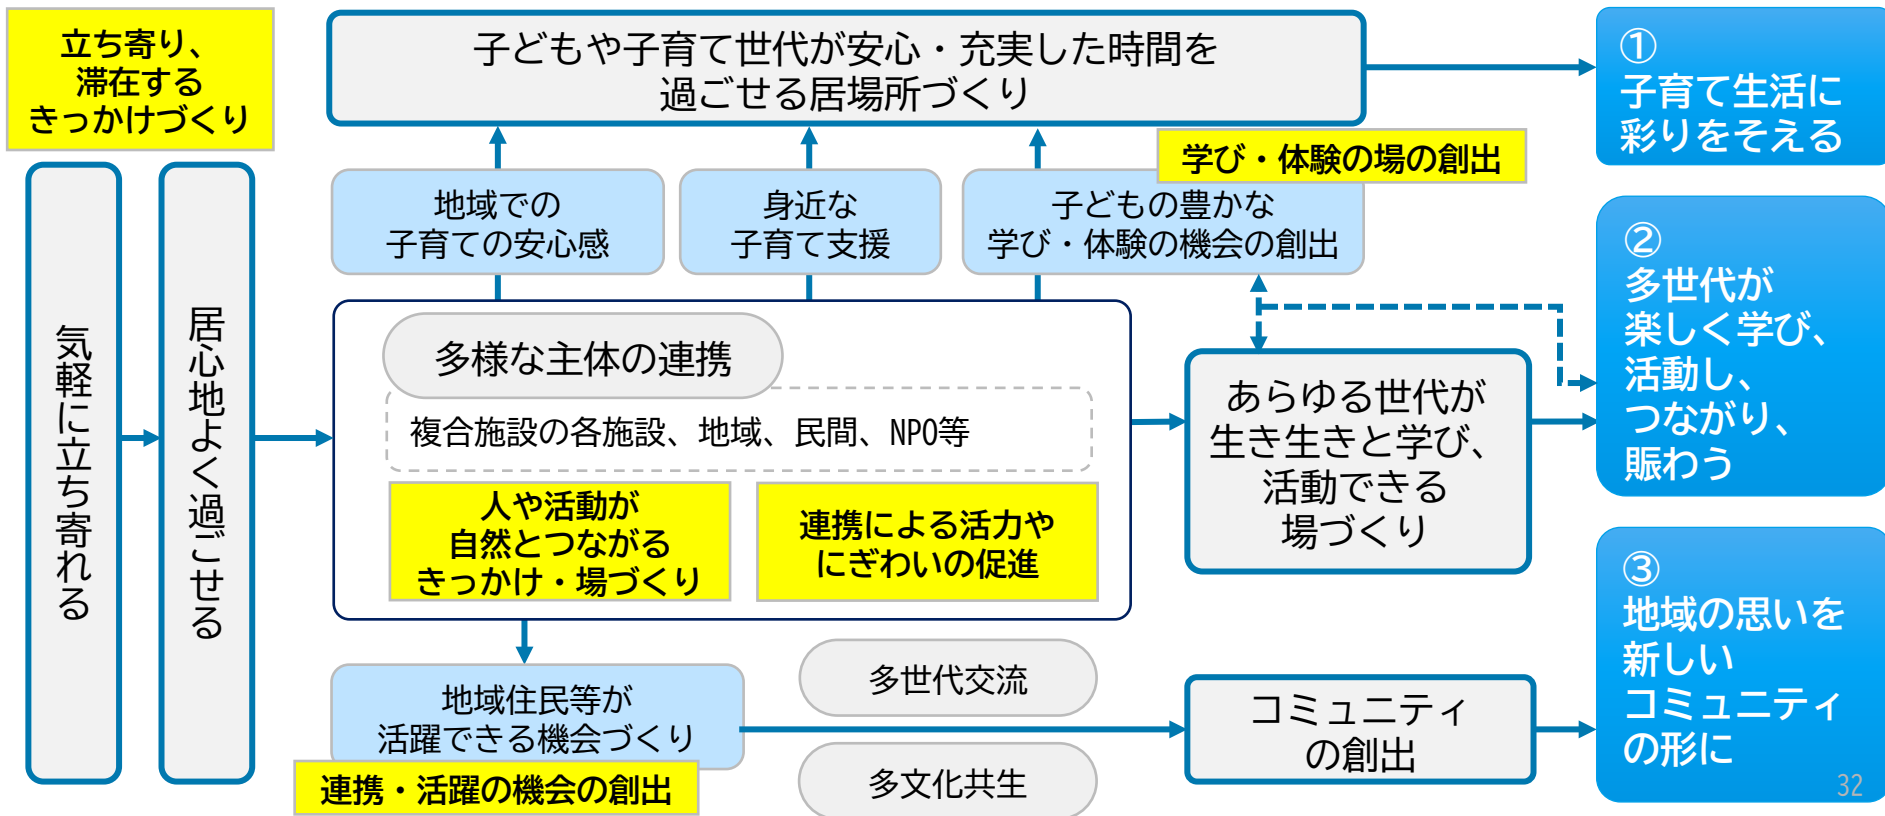 立ち寄り、
滞在する
きっかけづくり
気軽に立ち寄れる
居心地よく過ごせる
子どもや子育て世代が安心・充実した時間を
過ごせる居場所づくり
学び・体験の場の創出
地域での
子育ての安心感
身近な
子育て支援
子どもの豊かな
学び・体験の機会の創出
多様な主体の連携
複合施設の各施設、地域、民間、NPO等
人や活動が
自然とつながる
きっかけ・場づくり
連携による活力や
にぎわいの促進
あらゆる世代が
生き生きと学び、
活動できる
場づくり
地域住民等が
活躍できる機会づくり
連携・活躍の機会の創出
多世代交流
多文化共生
コミュニティ
の創出
①
子育て生活に
彩りをそえる
②
多世代が
楽しく学び、
活動し、
つながり、
賑わう
③
地域の思いを
新しい
コミュニティ
の形に
32